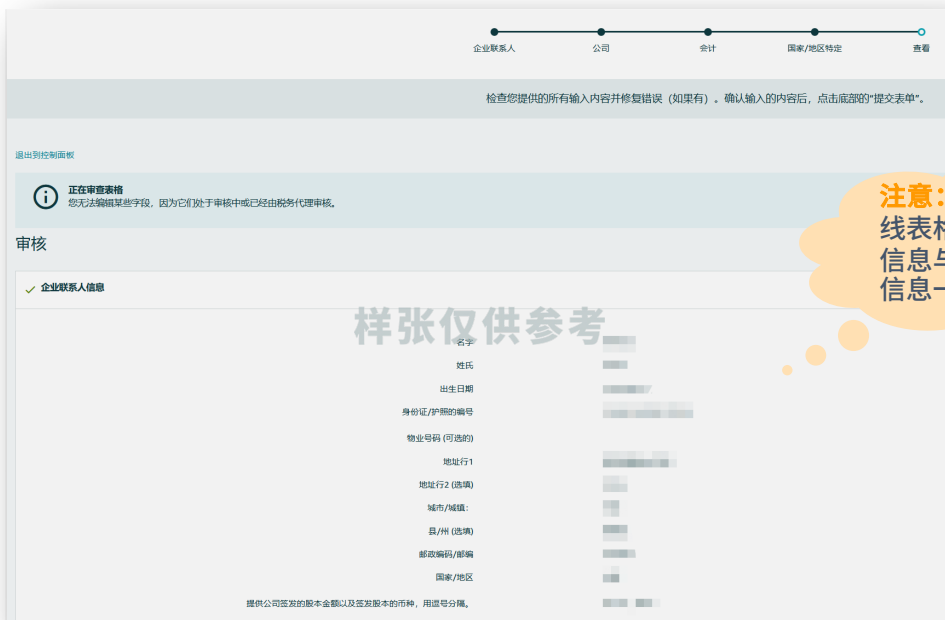 企业联系人
公司
会计
国家/地区特定
查看
检查您提供的所有输入内容并修复错误（如果有）。确认输入的内容后，点击底部的“提交表单”。
退出到控制面板
正在审查表格
您无法编辑某些字段，因为它们处于审核中或已经由税务代理审核。
注意：
线表格
信息与
信息一
审核
企业联系人信息
样张仅供参考
名字
姓氏
出生日期
身份证/护照的编号
物业号码 (可选的)
地址行1
地址行2 (选填)
城市/城镇：
县/州 (选填)
邮政编码/邮编
国家/地区
提供公司签发的股本金额以及签发股本的币种，用逗号分隔。